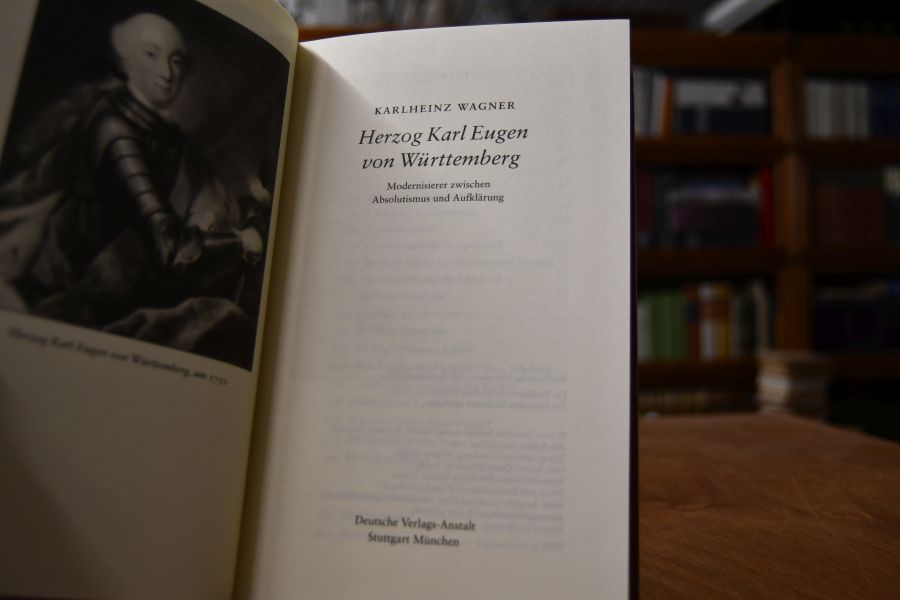 Herzog Karl Eugen von Württemberg, um 1750
KARLHEINZ WAGNER
Herzog Karl Eugen
von Württemberg
Modernisierer zwischen
Absolutismus und Aufklärung
Deutsche Verlags-Anstalt
Stuttgart München